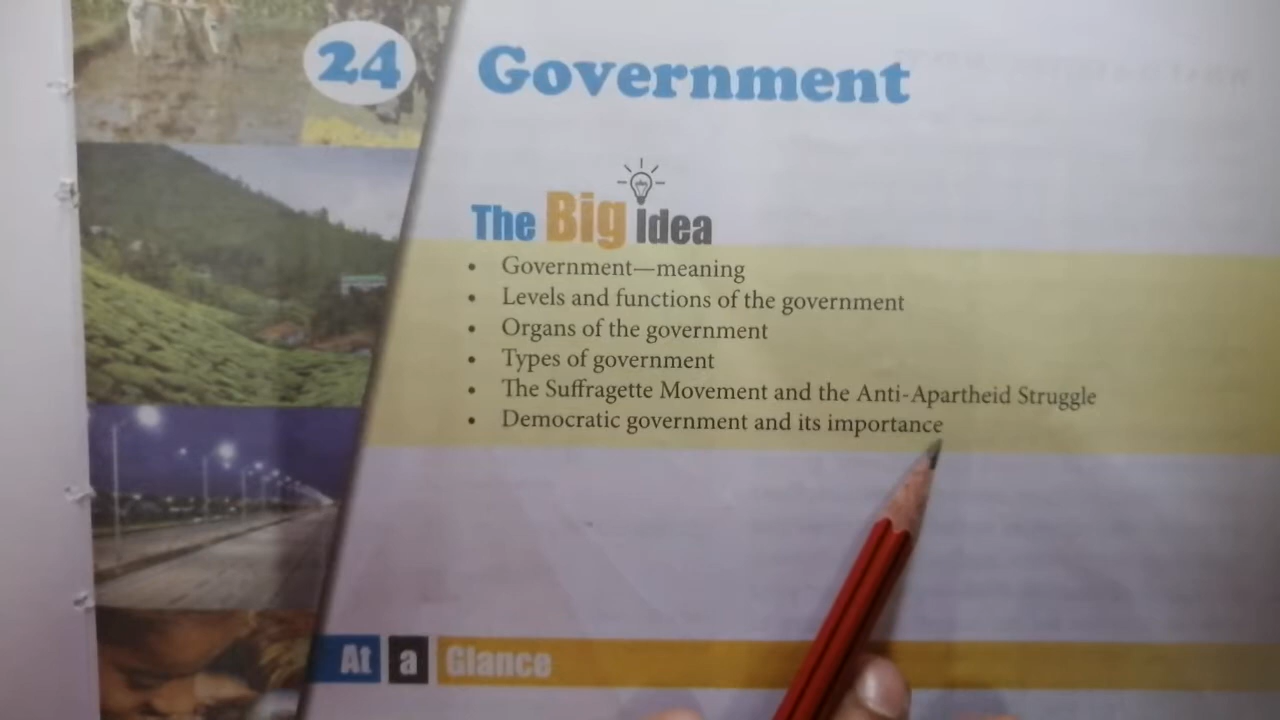 24
Government
The Big Idea
• Government—meaning
• Levels and functions of the government
• Organs of the government
• Types of government
• The Suffragette Movement and the Anti-Apartheid Struggle
• Democratic government and its importance
At a Glance